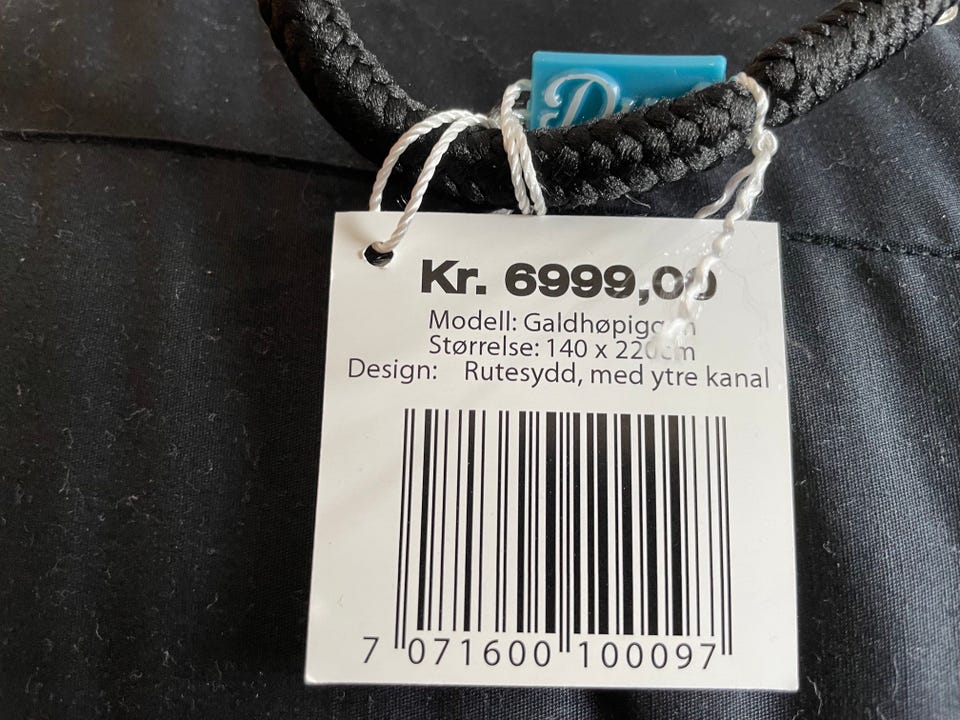 Kr. 6999,00
Modell: Galdhøpiggen
Størrelse: 140 x 220cm
Design: Rutesydd, med ytre kanal
7 071600 100097